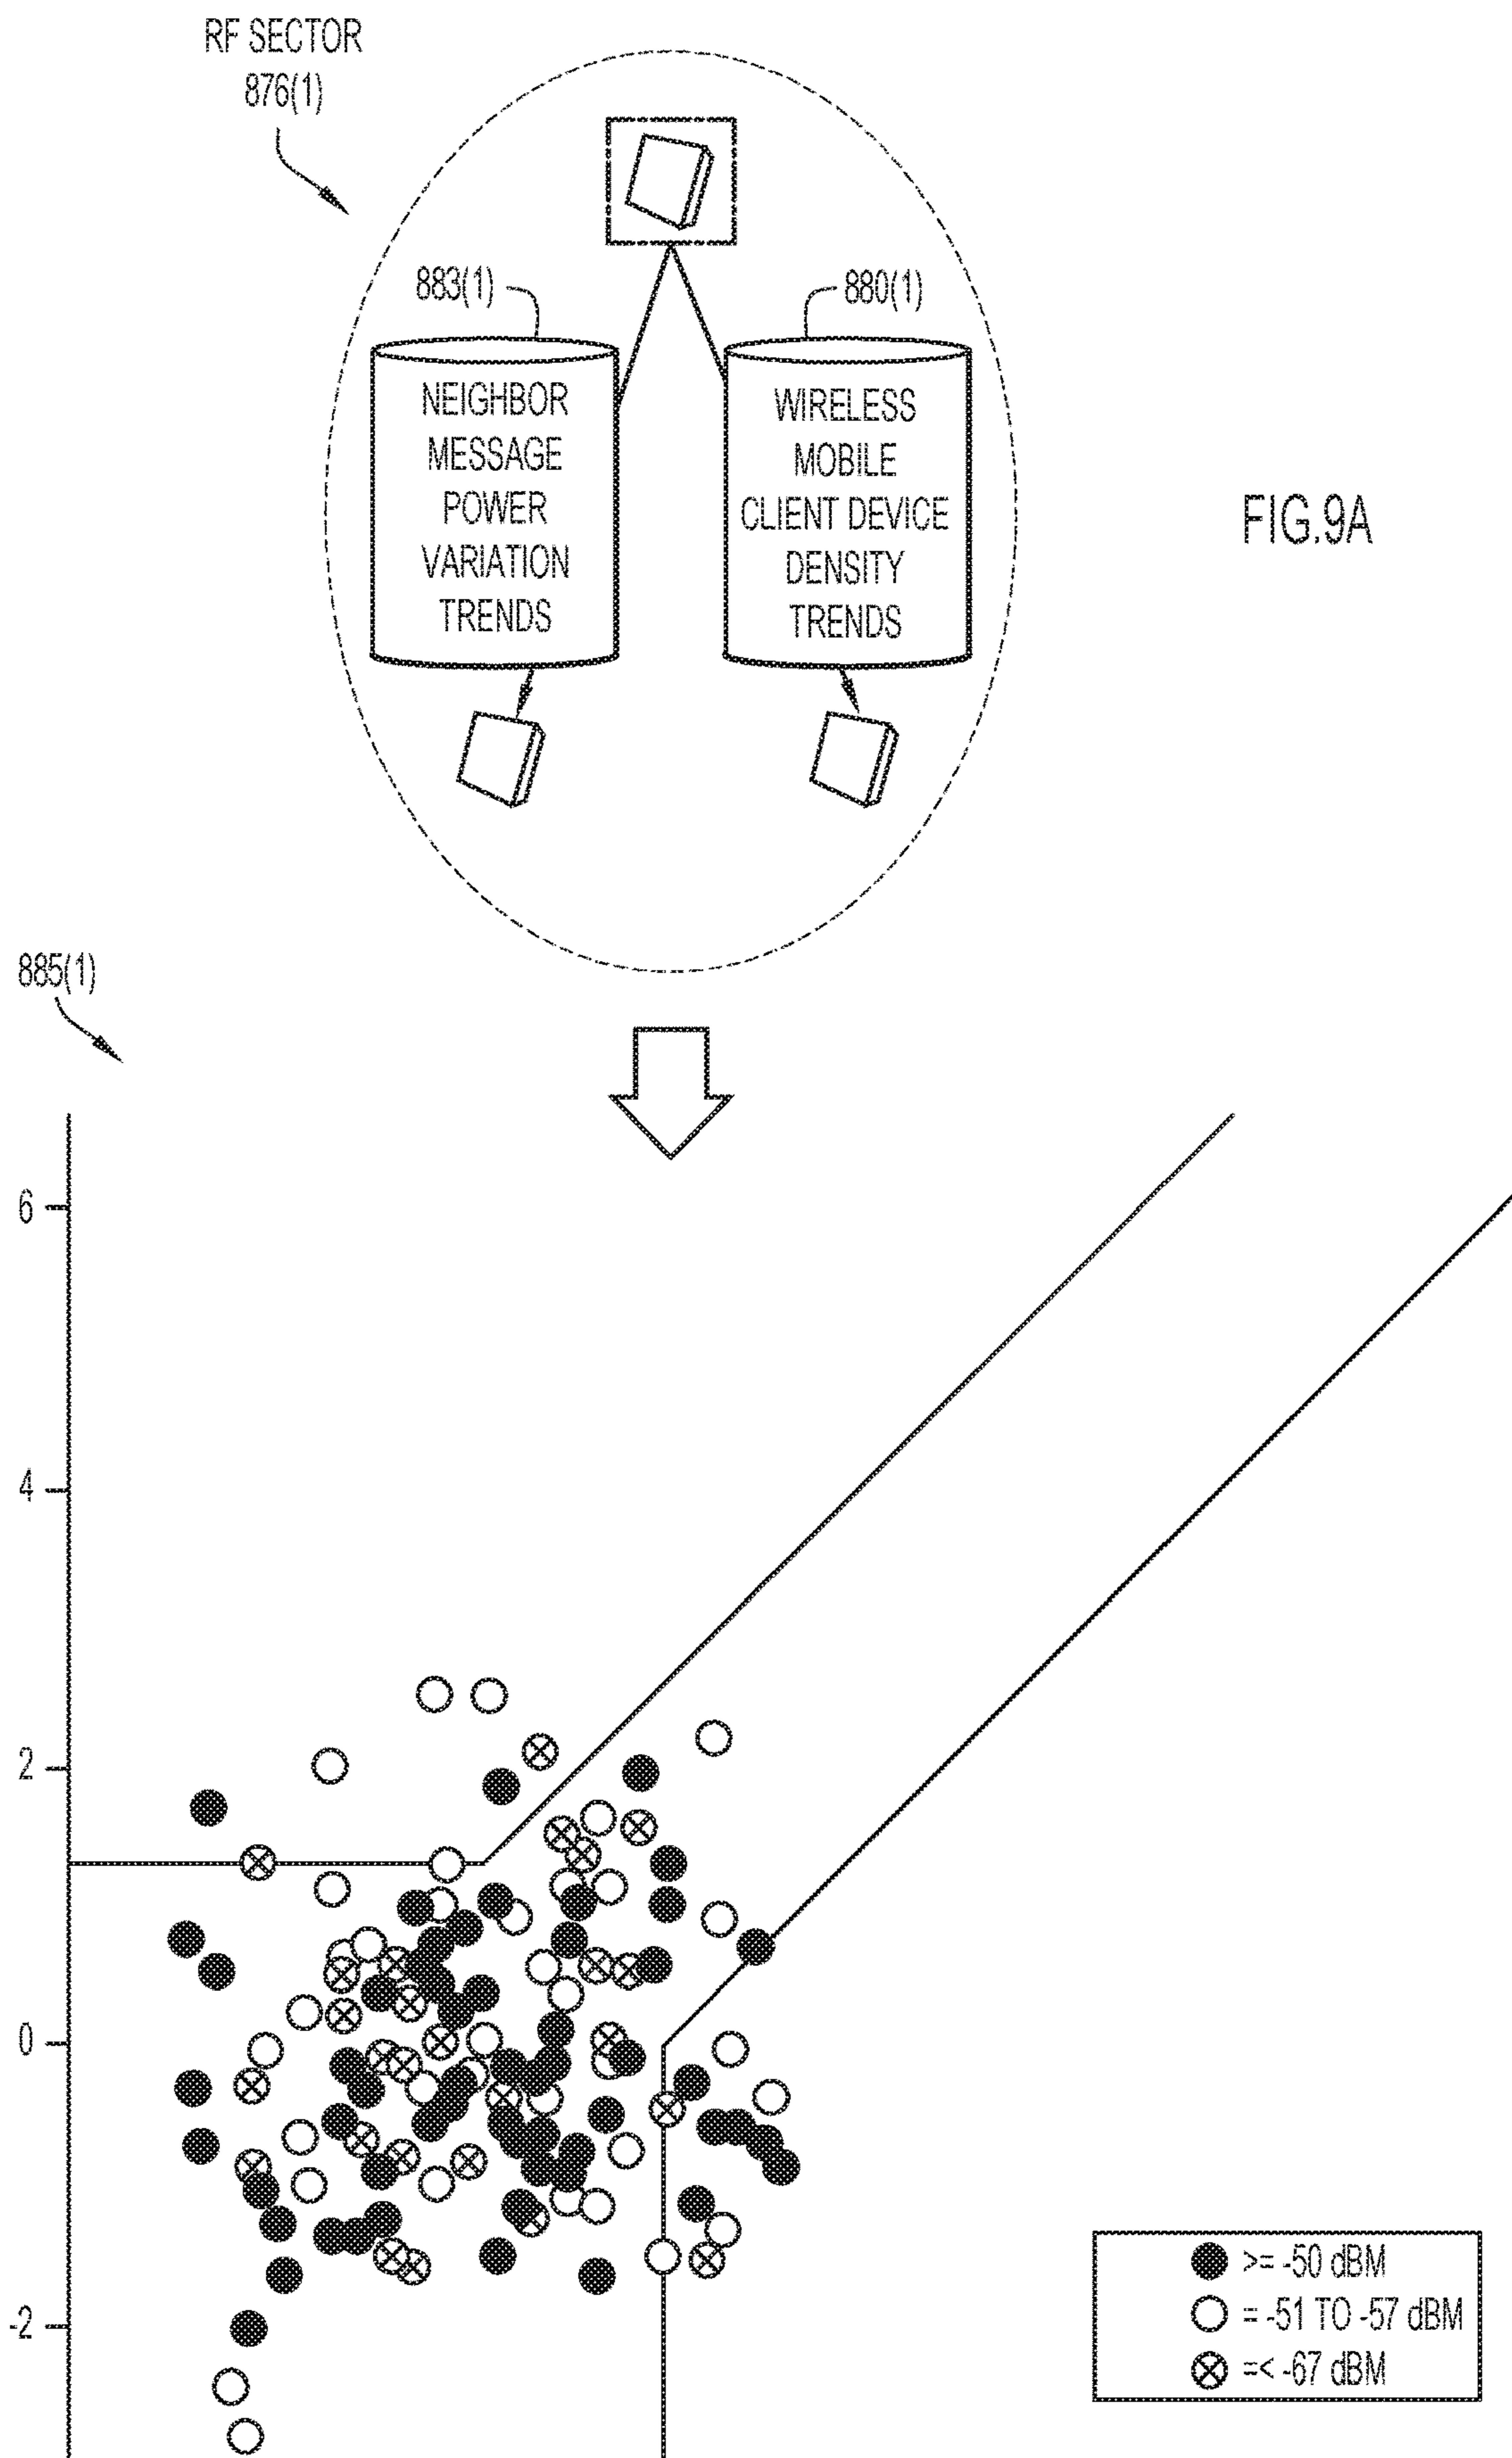 RF SECTOR
876(1)
883(1)
880(1)
NEIGHBOR
MESSAGE
POWER
VARIATION
TRENDS
WIRELESS
MOBILE
CLIENT DEVICE
DENSITY
TRENDS
FIG.9A
885(1)
6
4
2
0
-2
>= -50 dBM
= -51 TO -57 dBM
=< -67 dBM